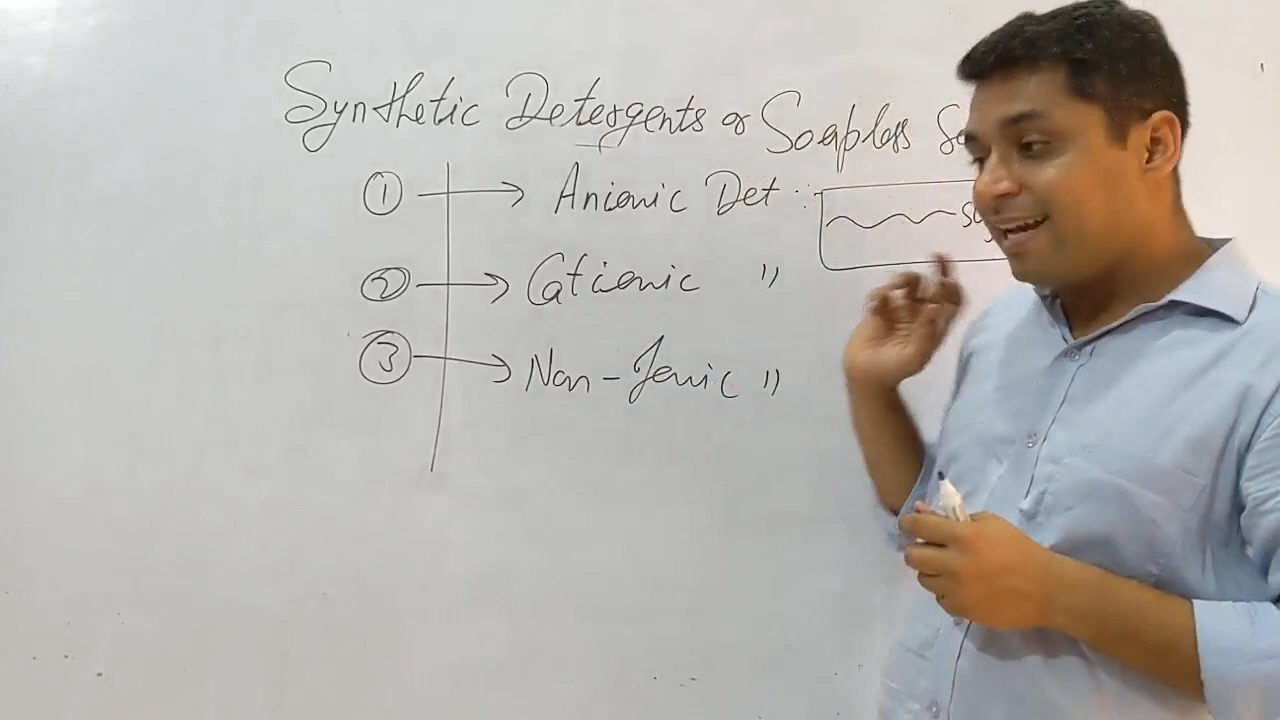 Synthetic Detergents or Soapless
① → Anionic Det :
② → Cationic "
③ → Non-Ionic "